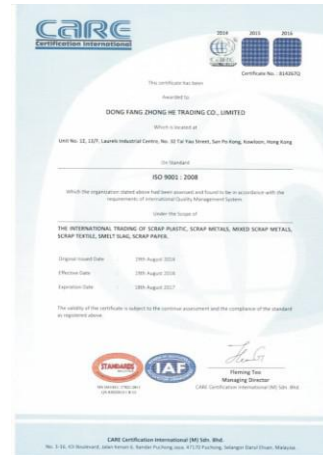 CARE
Certification International
2014 2015 2016
This certificate has been
Awarded to
DONG FANG ZHONG HE TRADING CO., LIMITED
Which is located at
Unit No. 12, 12/F, Laurels Industrial Centre, No. 32 Tai Yau Street, San Po Kong, Kowloon, Hong Kong
On Standard
ISO 9001 : 2008
Which the organization stated above had been assessed and found to be in accordance with the
requirements of International Quality Management System.
Under the Scope of
THE INTERNATIONAL TRADING OF SCRAP PLASTIC, SCRAP METALS, MIXED SCRAP METALS,
SCRAP TEXTILE, SMELT SLAG, SCRAP PAPER.
Original Issued Date : 29th August 2014
Effective Date : 29th August 2016
Expiration Date : 28th August 2017
The validity of the certificate is subject to the continual assessment and the compliance of the standard
as registered above.
STANDARDS
IAF
Fleming Too
Managing Director
CARE Certification International (M) Sdn. Bhd.
CARE Certification International (M) Sdn. Bhd.